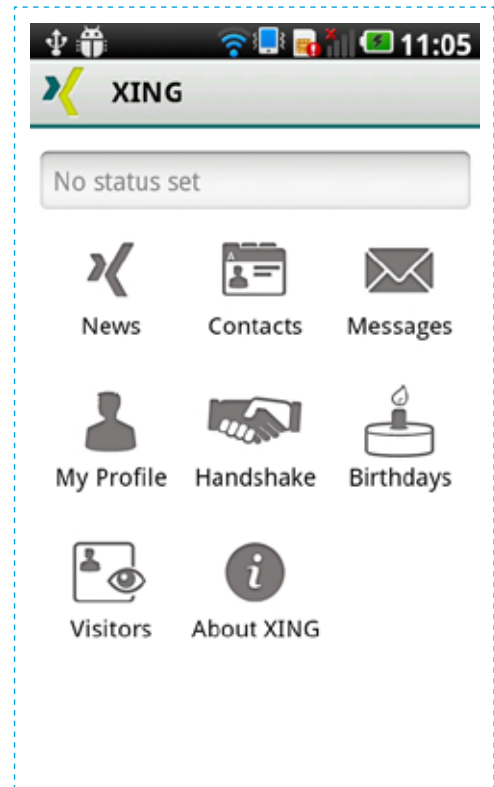 11:05
XING
No status set
News Contacts Messages
My Profile Handshake Birthdays
Visitors About XING